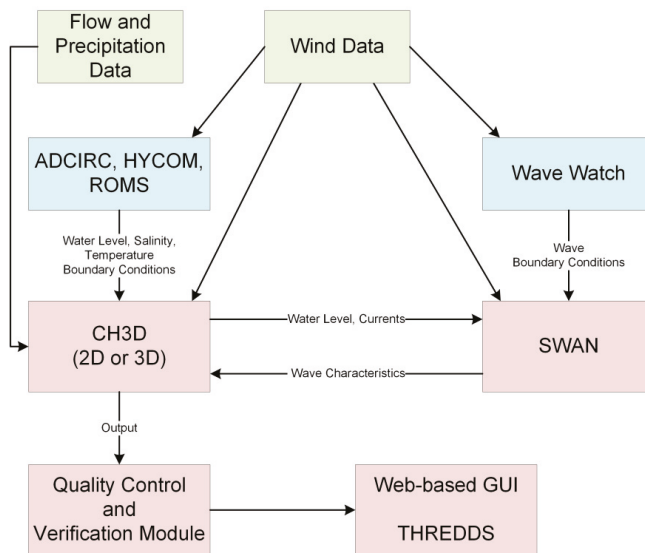 Flow and
Precipitation
Data
Wind Data
ADCIRC, HYCOM,
ROMS
Wave Watch
Water Level, Salinity,
Temperature
Boundary Conditions
Wave
Boundary Conditions
CH3D
(2D or 3D)
Water Level, Currents
SWAN
Wave Characteristics
Output
Quality Control
and
Verification Module
Web-based GUI
THREDDS